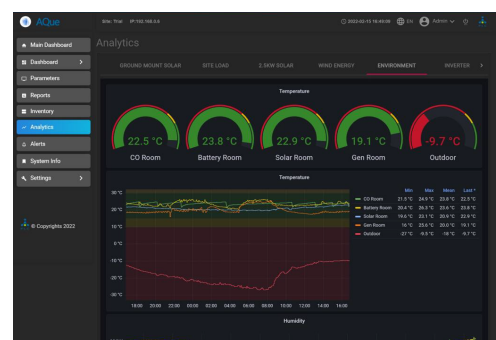 AQue
Site: Trial IP:192.168.0.6
2022-02-15 16:40:26 EN Admin
Analytics
Main Dashboard
Dashboard
Parameters
Reports
Inventory
Analytics
Alerts
System Info
Settings
© Copyrights 2022
GROUND MOUNT SOLAR SITE LOAD 2.5KW SOLAR WIND ENERGY ENVIRONMENT INVERTER
Temperature
22.5 °C 23.8 °C 22.9 °C 19.1 °C -9.7 °C
CO Room Battery Room Solar Room Gen Room Outdoor
Temperature
Min Max Mean Last *
CO Room 21.5 °C 24.9 °C 23.6 °C 22.5 °C
Battery Room 20.4 °C 26.3 °C 23.6 °C 23.8 °C
Solar Room 19.6 °C 23.1 °C 20.9 °C 22.9 °C
Gen Room 16 °C 25.6 °C 20.0 °C 19.1 °C
Outdoor -27 °C -9.5 °C -16 °C -9.7 °C
30 °C
20 °C
10 °C
0 °C
-10 °C
-20 °C
-30 °C
18:00 20:00 22:00 00:00 02:00 04:00 06:00 08:00 10:00 12:00 14:00 16:00
Humidity